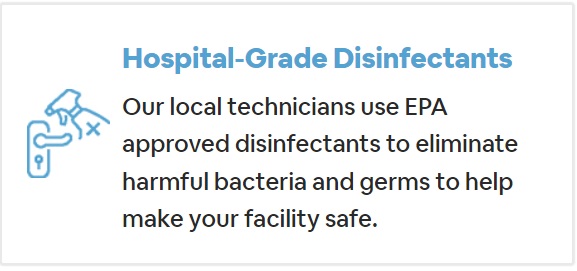 Hospital-Grade Disinfectants
Our local technicians use EPA
approved disinfectants to eliminate
harmful bacteria and germs to help
make your facility safe.